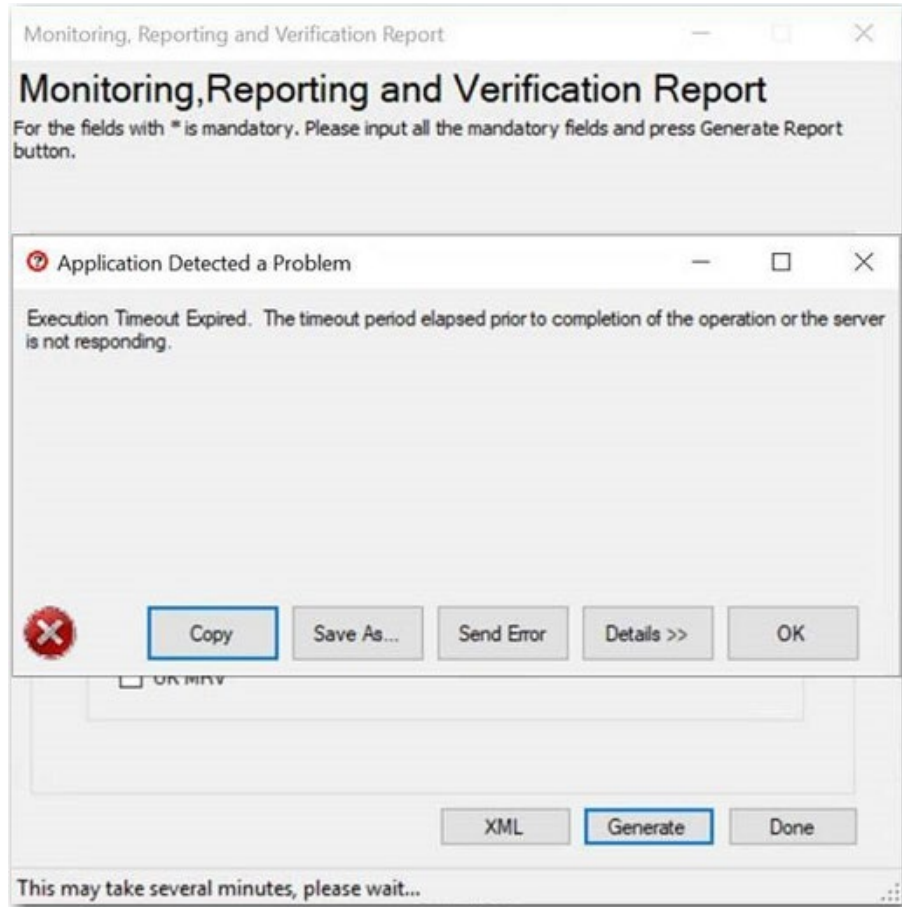 Monitoring, Reporting and Verification Report
Monitoring,Reporting and Verification Report
For the fields with * is mandatory. Please input all the mandatory fields and press Generate Report
button.
Application Detected a Problem
Execution Timeout Expired. The timeout period elapsed prior to completion of the operation or the server
is not responding.
Copy Save As... Send Error Details >> OK
UK MRV
XML Generate Done
This may take several minutes, please wait...